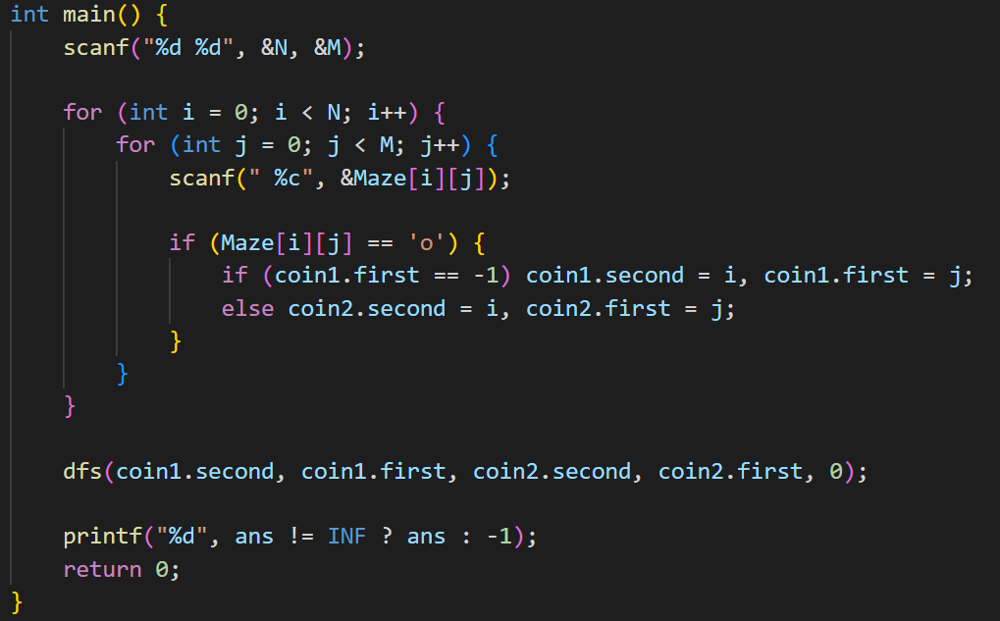 int main() {
    scanf("%d %d", &N, &M);

    for (int i = 0; i < N; i++) {
        for (int j = 0; j < M; j++) {
            scanf(" %c", &Maze[i][j]);

            if (Maze[i][j] == 'o') {
                if (coin1.first == -1) coin1.second = i, coin1.first = j;
                else coin2.second = i, coin2.first = j;
            }
        }
    }

    dfs(coin1.second, coin1.first, coin2.second, coin2.first, 0);

    printf("%d", ans != INF ? ans : -1);
    return 0;
}